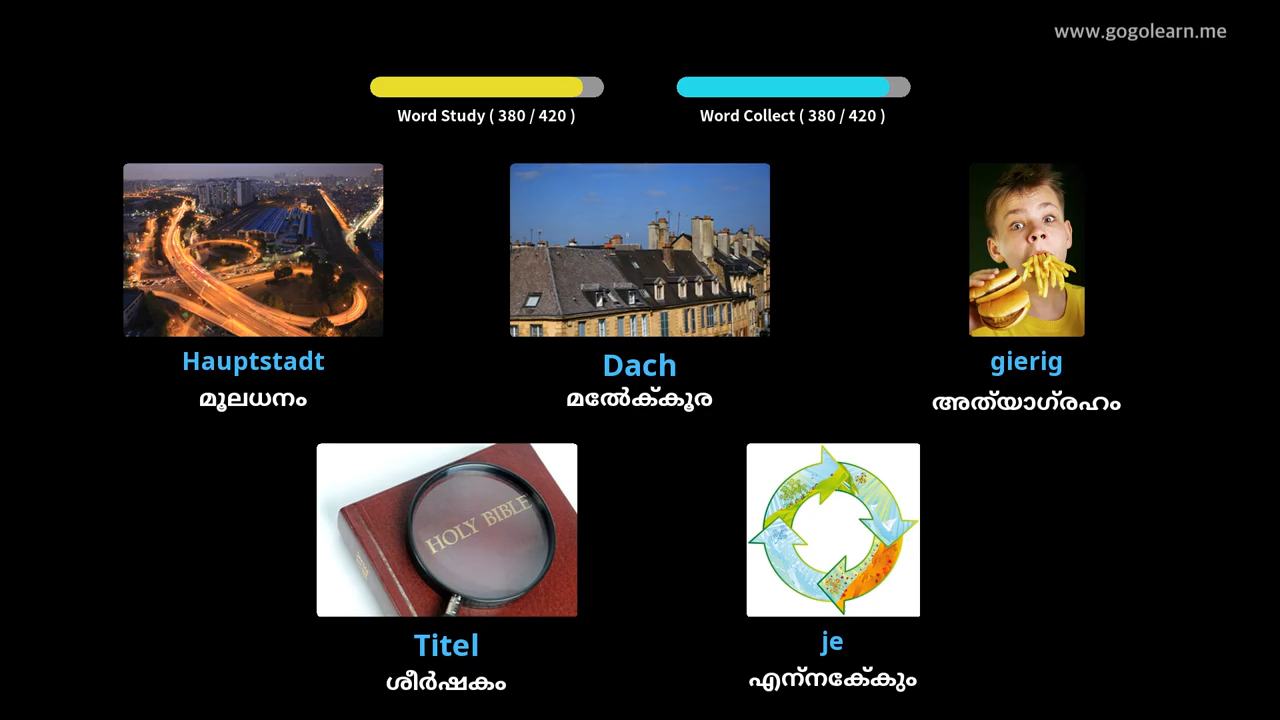 www.gogolearn.me
Word Study ( 380 / 420 )
Word Collect ( 380 / 420 )
Hauptstadt
മൂലധനം
Dach
മേൽക്കൂര
gierig
അത്യാഗ്രഹം
HOLY BIBLE
Titel
ശീർഷകം
je
എന്നേക്കും